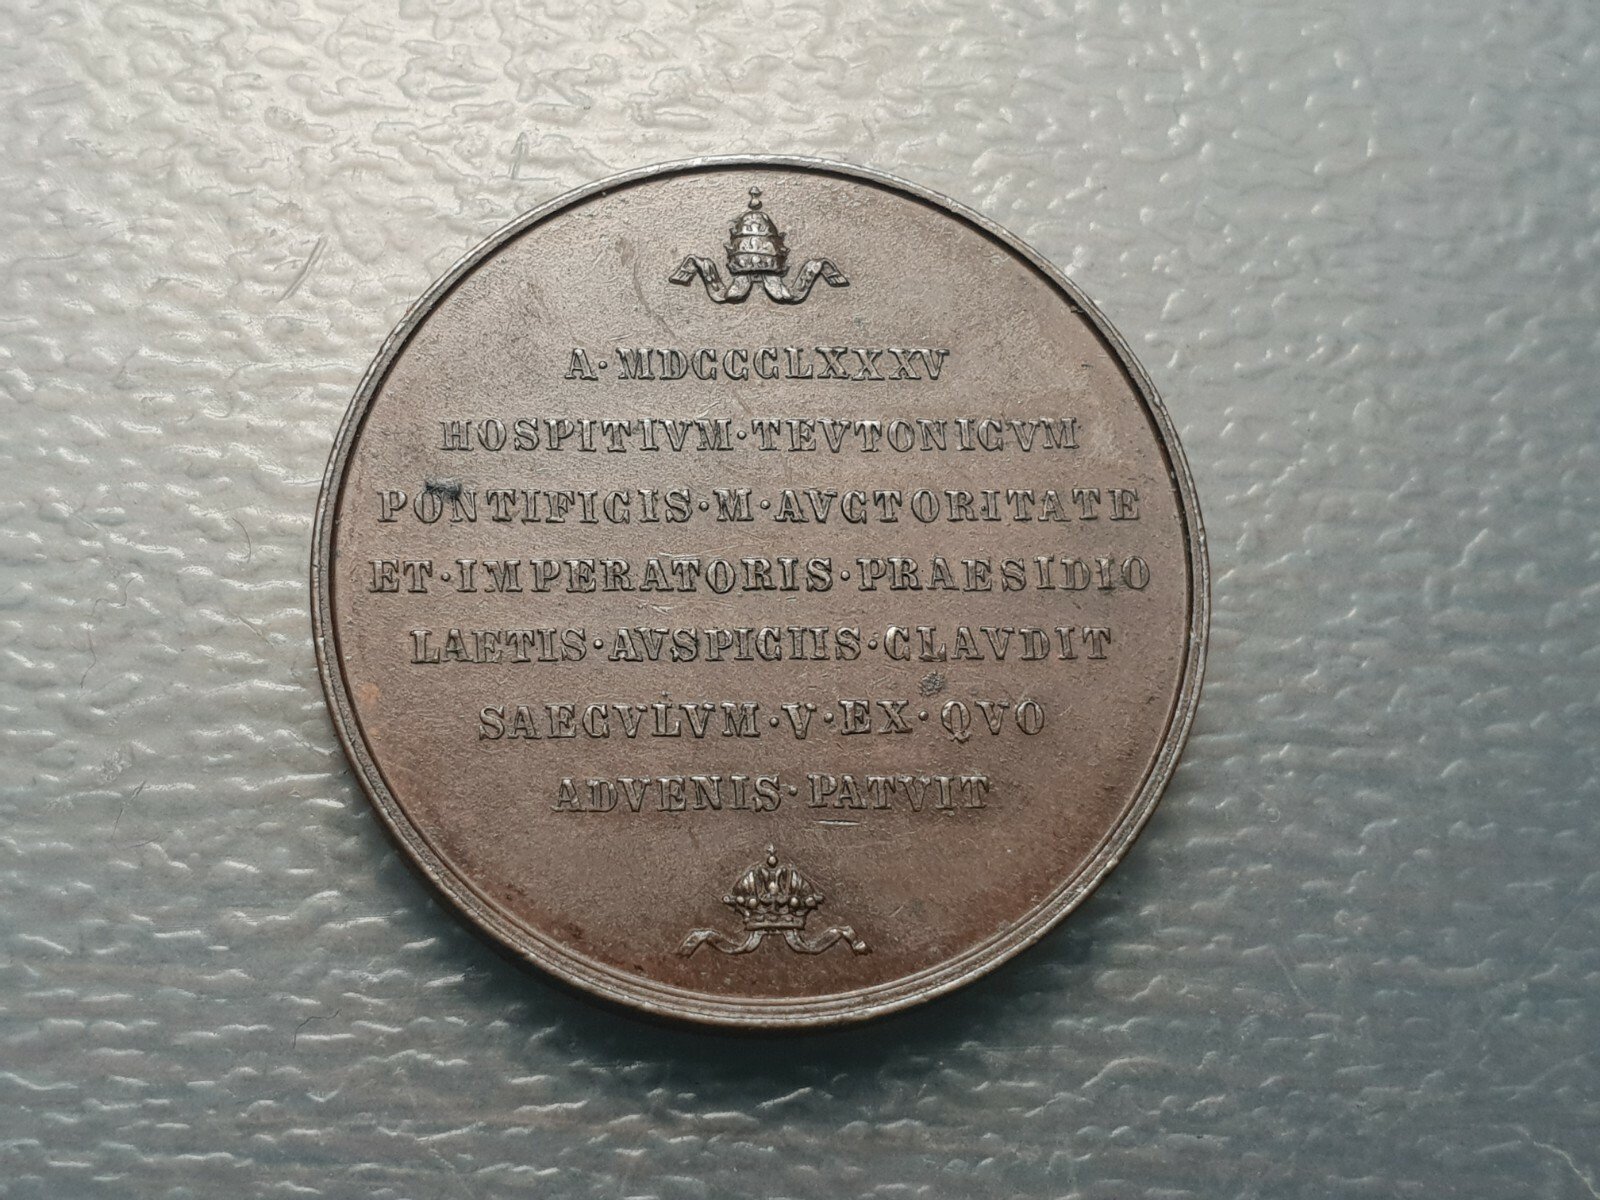 A·MDCCCLXXXV
HOSPITIVM·TEVTONICVM
PONTIFICIS·M·AVCTORITATE
ET·IMPERATORIS·PRAESIDIO
LAETIS·AVSPICIIS·CLAVDIT
SAECVLVM·V·EX·QVO
ADVENIS·PATVIT